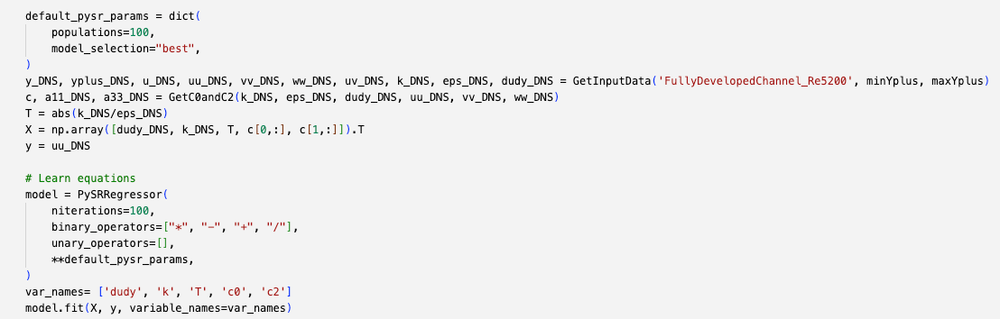 default_pysr_params = dict(
    populations=100,
    model_selection="best",
)
y_DNS, yplus_DNS, u_DNS, uu_DNS, vv_DNS, ww_DNS, uv_DNS, k_DNS, eps_DNS, dudy_DNS = GetInputData('FullyDevelopedChannel_Re5200', minYplus, maxYplus)
c, a11_DNS, a33_DNS = GetC0andC2(k_DNS, eps_DNS, dudy_DNS, uu_DNS, vv_DNS, ww_DNS)
T = abs(k_DNS/eps_DNS)
X = np.array([dudy_DNS, k_DNS, T, c[0,:], c[1,:]]).T
y = uu_DNS

# Learn equations
model = PySRRegressor(
    niterations=100,
    binary_operators=["*", "-", "+", "/"],
    unary_operators=[],
    **default_pysr_params,
)
var_names= ['dudy', 'k', 'T', 'c0', 'c2']
model.fit(X, y, variable_names=var_names)